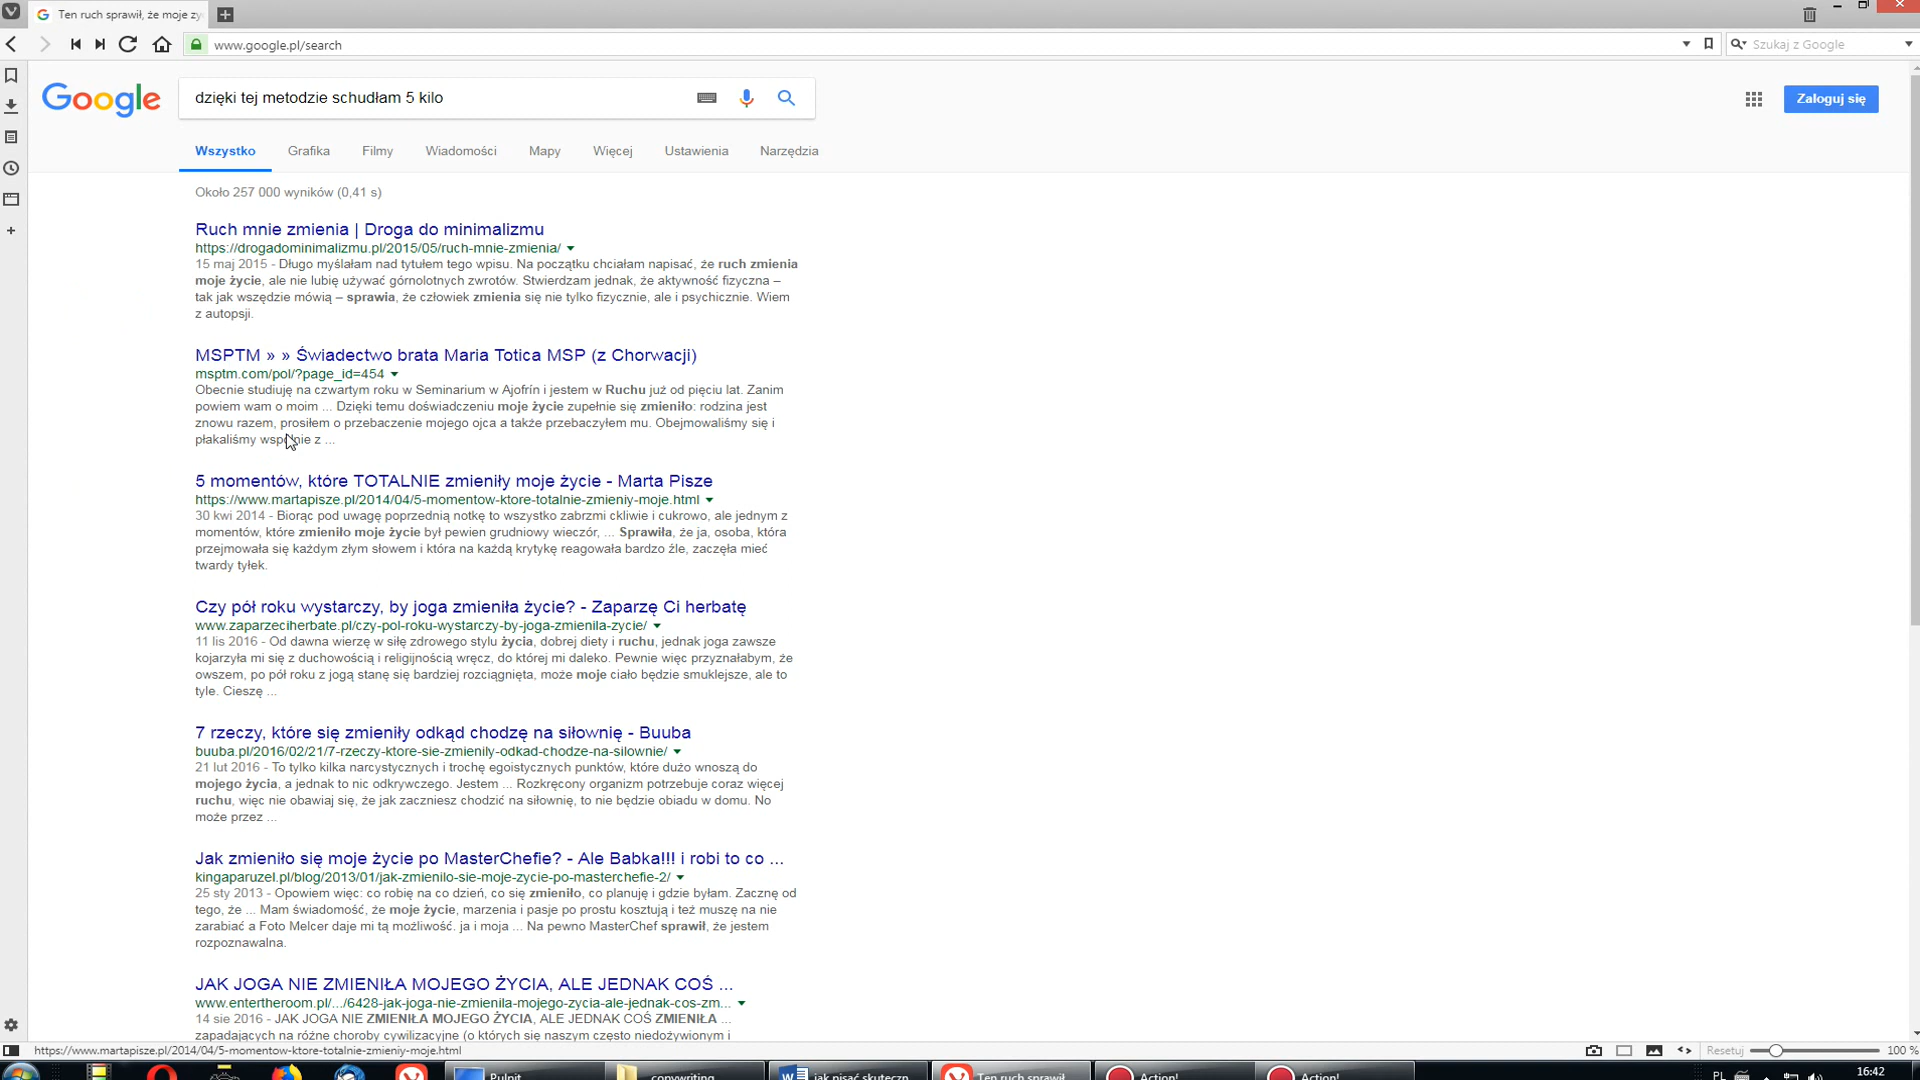 Ten ruch sprawił, że moje ży
www.google.pl/search
Szukaj z Google
Google
dzięki tej metodzie schudłam 5 kilo
Zaloguj się
Wszystko Grafika Filmy Wiadomości Mapy Więcej Ustawienia Narzędzia
Około 257 000 wyników (0,41 s)
Ruch mnie zmienia | Droga do minimalizmu
https://drogadominimalizmu.pl/2015/05/ruch-mnie-zmienia/
15 maj 2015 - Długo myślałam nad tytułem tego wpisu. Na początku chciałam napisać, że ruch zmienia
moje życie, ale nie lubię używać górnolotnych zwrotów. Stwierdzam jednak, że aktywność fizyczna –
tak jak wszędzie mówią – sprawia, że człowiek zmienia się nie tylko fizycznie, ale i psychicznie. Wiem
z autopsji.
MSPTM » » Świadectwo brata Maria Totica MSP (z Chorwacji)
msptm.com/pol/?page_id=454
Obecnie studiuję na czwartym roku w Seminarium w Ajofrín i jestem w Ruchu już od pięciu lat. Zanim
powiem wam o moim ... Dzięki temu doświadczeniu moje życie zupełnie się zmieniło: rodzina jest
znowu razem, prosiłem o przebaczenie mojego ojca a także przebaczyłem mu. Obejmowaliśmy się i
płakaliśmy wspólnie z ...
5 momentów, które TOTALNIE zmieniły moje życie - Marta Pisze
https://www.martapisze.pl/2014/04/5-momentow-ktore-totalnie-zmieniy-moje.html
30 kwi 2014 - Biorąc pod uwagę poprzednią notkę to wszystko zabrzmi ckliwie i cukrowo, ale jednym z
momentów, które zmieniło moje życie był pewien grudniowy wieczór, ... Sprawiła, że ja, osoba, która
przejmowała się każdym złym słowem i która na każdą krytykę reagowała bardzo źle, zaczęła mieć
twardy tyłek.
Czy pół roku wystarczy, by joga zmieniła życie? - Zaparzę Ci herbatę
www.zaparzeciherbate.pl/czy-pol-roku-wystarczy-by-joga-zmienila-zycie/
11 lis 2016 - Od dawna wierzę w siłę zdrowego stylu życia, dobrej diety i ruchu, jednak joga zawsze
kojarzyła mi się z duchowością i religijnością wręcz, do której mi daleko. Pewnie więc przyznałabym, że
owszem, po pół roku z jogą stanę się bardziej rozciągnięta, może moje ciało będzie smuklejsze, ale to
tyle. Cieszę ...
7 rzeczy, które się zmieniły odkąd chodzę na siłownię - Buuba
buuba.pl/2016/02/21/7-rzeczy-ktore-sie-zmienily-odkad-chodze-na-silownie/
21 lut 2016 - To tylko kilka narcystycznych i trochę egoistycznych punktów, które dużo wnoszą do
mojego życia, a jednak to nic odkrywczego. Jestem ... Rozkręcony organizm potrzebuje coraz więcej
ruchu, więc nie obawiaj się, że jak zaczniesz chodzić na siłownię, to nie będzie obiadu w domu. No
może przez ...
Jak zmieniło się moje życie po MasterChefie? - Ale Babka!!! i robi to co ...
kingaparuzel.pl/blog/2013/01/jak-zmienilo-sie-moje-zycie-po-masterchefie-2/
25 sty 2013 - Opowiem więc: co robię na co dzień, co się zmieniło, co planuję i gdzie byłam. Zacznę od
tego, że ... Mam świadomość, że moje życie, marzenia i pasje po prostu kosztują i też muszę na nie
zarabiać a Foto Melcer daje mi tą możliwość. ja i moja ... Na pewno MasterChef sprawił, że jestem
rozpoznawalna.
JAK JOGA NIE ZMIENIŁA MOJEGO ŻYCIA, ALE JEDNAK COŚ ...
www.entertheroom.pl/.../6428-jak-joga-nie-zmienila-mojego-zycia-ale-jednak-cos-zm...
14 sie 2016 - JAK JOGA NIE ZMIENIŁA MOJEGO ŻYCIA, ALE JEDNAK COŚ ZMIENIŁA ...
zapadających na różne choroby cywilizacyjne (o których się naszym często niedożywionym i
https://www.martapisze.pl/2014/04/5-momentow-ktore-totalnie-zmieniy-moje.html
Resetuj 100 %
Pulpit copywriting jak pisać skuteczn Ten ruch sprawił Action! Action! PL 16:42